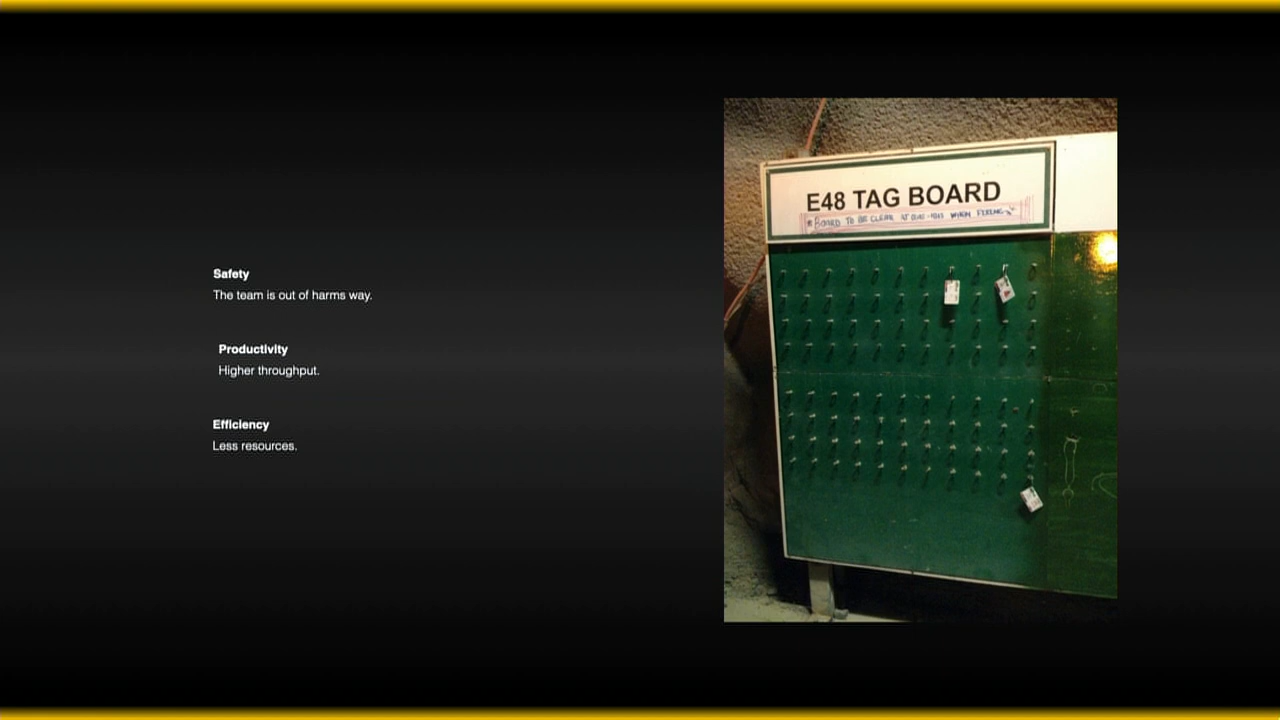 Safety
The team is out of harms way.
Productivity
Higher throughput.
Efficiency
Less resources.
E48 TAG BOARD
* BOARD TO BE CLEAR AT WHEN FIRING